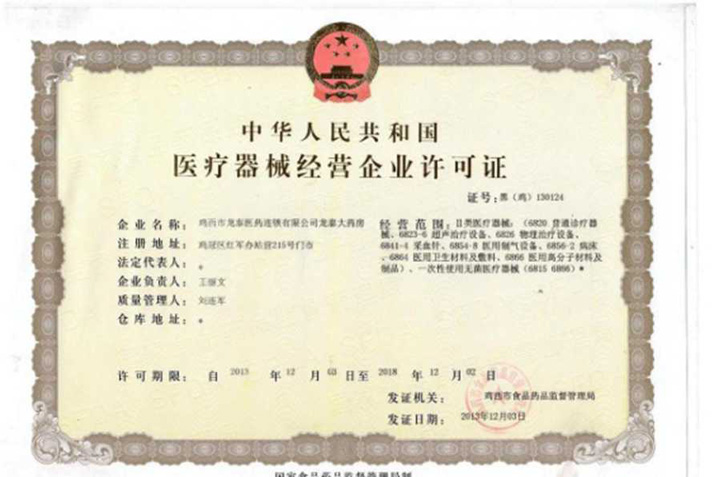 中华人民共和国
医疗器械经营企业许可证
证号：黑（鸡）130124
企业名称：鸡西市龙泰医药连锁有限公司龙泰大药房
注册地址：鸡冠区红军办站前215号门市
法定代表人：*
企业负责人：王丽文
质量管理人：刘连军
仓库地址：*
经营范围：II类医疗器械：（6820 普通诊疗器
械、6823-6 超声治疗设备、6826 物理治疗设备、
6841-4 采血针、6854-8 医用制气设备、6856-2 病床
、6864 医用卫生材料及敷料、6866 医用高分子材料及
制品）、一次性使用无菌医疗器械（6815 6866）*
许可期限：自 2013 年 12 月 03 日至 2018 年 12 月 02 日
发证机关：鸡西市食品药品监督管理局
发证日期：2013年12月03日
国家食品药品监督管理局制